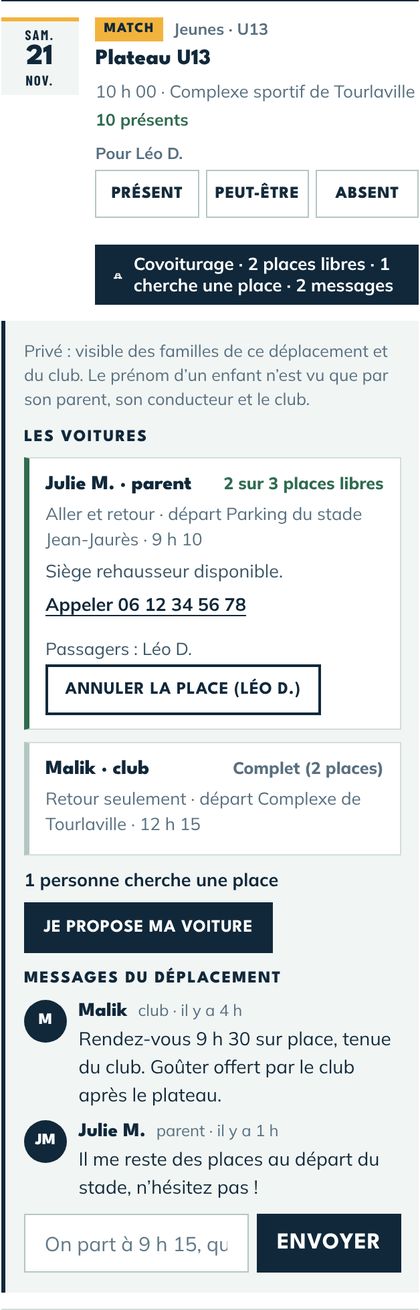 SAM.
21
NOV.
MATCH Jeunes · U13
Plateau U13
10 h 00 · Complexe sportif de Tourlaville
10 présents
Pour Léo D.
PRÉSENT PEUT-ÊTRE ABSENT
Covoiturage · 2 places libres · 1
cherche une place · 2 messages
Privé : visible des familles de ce déplacement et
du club. Le prénom d’un enfant n’est vu que par
son parent, son conducteur et le club.
LES VOITURES
Julie M. · parent 2 sur 3 places libres
Aller et retour · départ Parking du stade
Jean-Jaurès · 9 h 10
Siège rehausseur disponible.
Appeler 06 12 34 56 78
Passagers : Léo D.
ANNULER LA PLACE (LÉO D.)
Malik · club Complet (2 places)
Retour seulement · départ Complexe de
Tourlaville · 12 h 15
1 personne cherche une place
JE PROPOSE MA VOITURE
MESSAGES DU DÉPLACEMENT
M
Malik club · il y a 4 h
Rendez-vous 9 h 30 sur place, tenue
du club. Goûter offert par le club
après le plateau.
JM
Julie M. parent · il y a 1 h
Il me reste des places au départ du
stade, n’hésitez pas !
On part à 9 h 15, qu ENVOYER